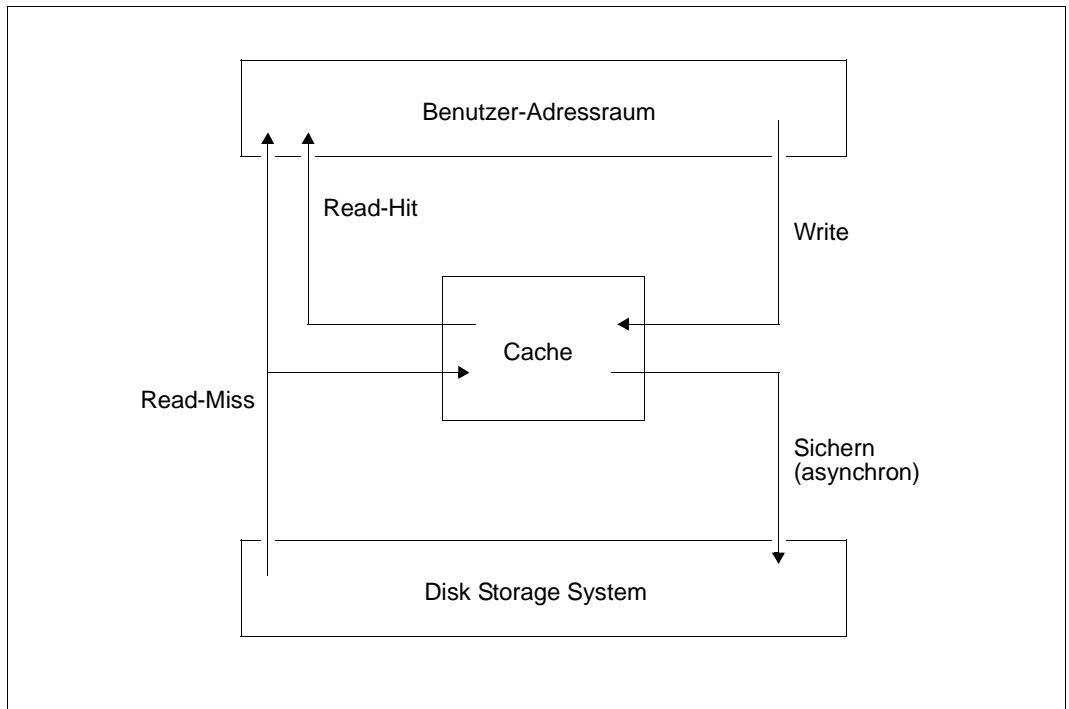 Benutzer-Adressraum
Read-Hit
Write
Cache
Read-Miss
Sichern
(asynchron)
Disk Storage System